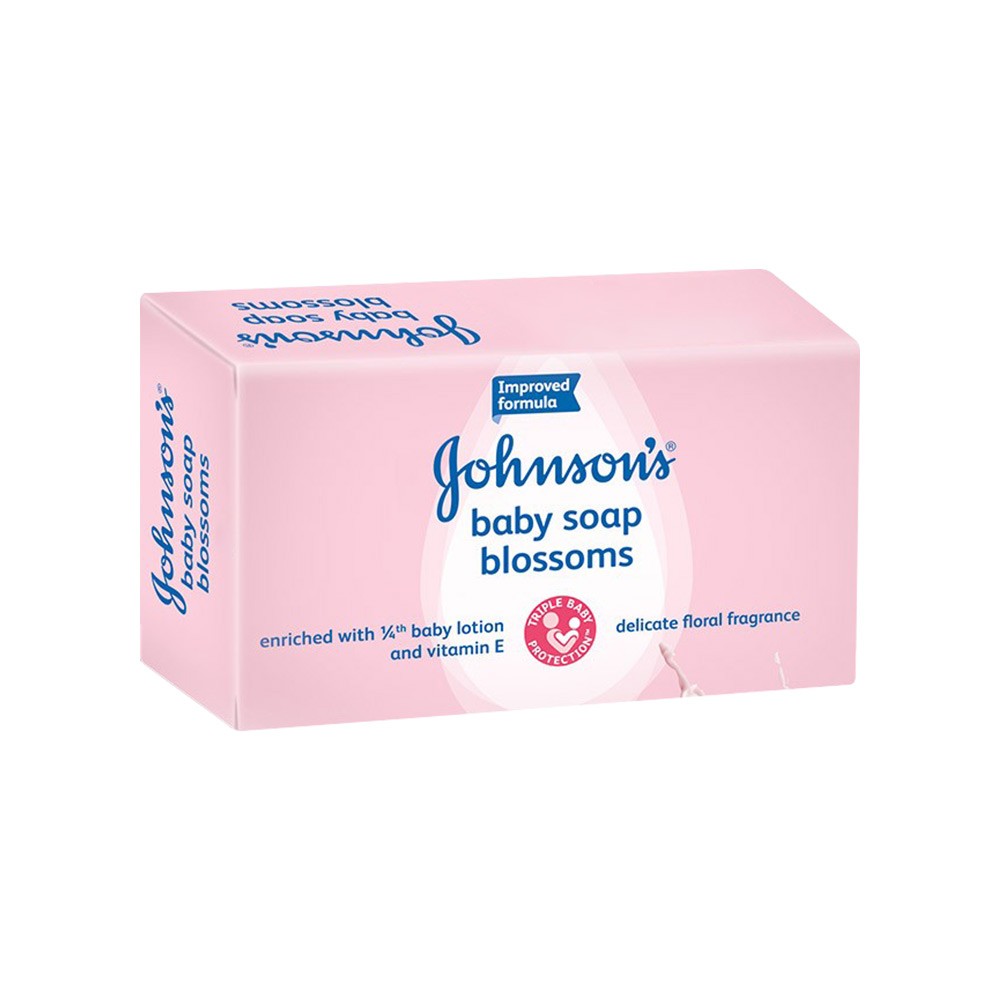 Johnson's®
baby soap
blossoms
Johnson's®
baby soap
blossoms
Improved
formula
Johnson's®
baby soap
blossoms
enriched with ¼th baby lotion
and vitamin E
TRIPLE BABY
PROTECTION™
delicate floral fragrance